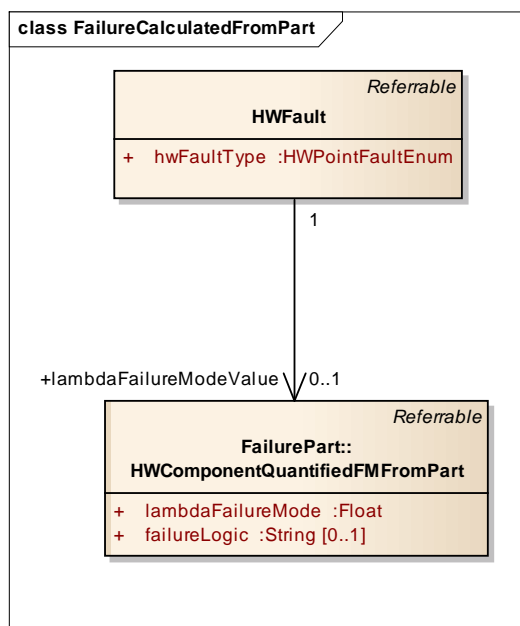 class FailureCalculatedFromPart
Referrable
HWFault
+ hwFaultType :HWPointFaultEnum
1
+lambdaFailureModeValue 0..1
Referrable
FailurePart::
HWComponentQuantifiedFMFromPart
+ lambdaFailureMode :Float
+ failureLogic :String [0..1]